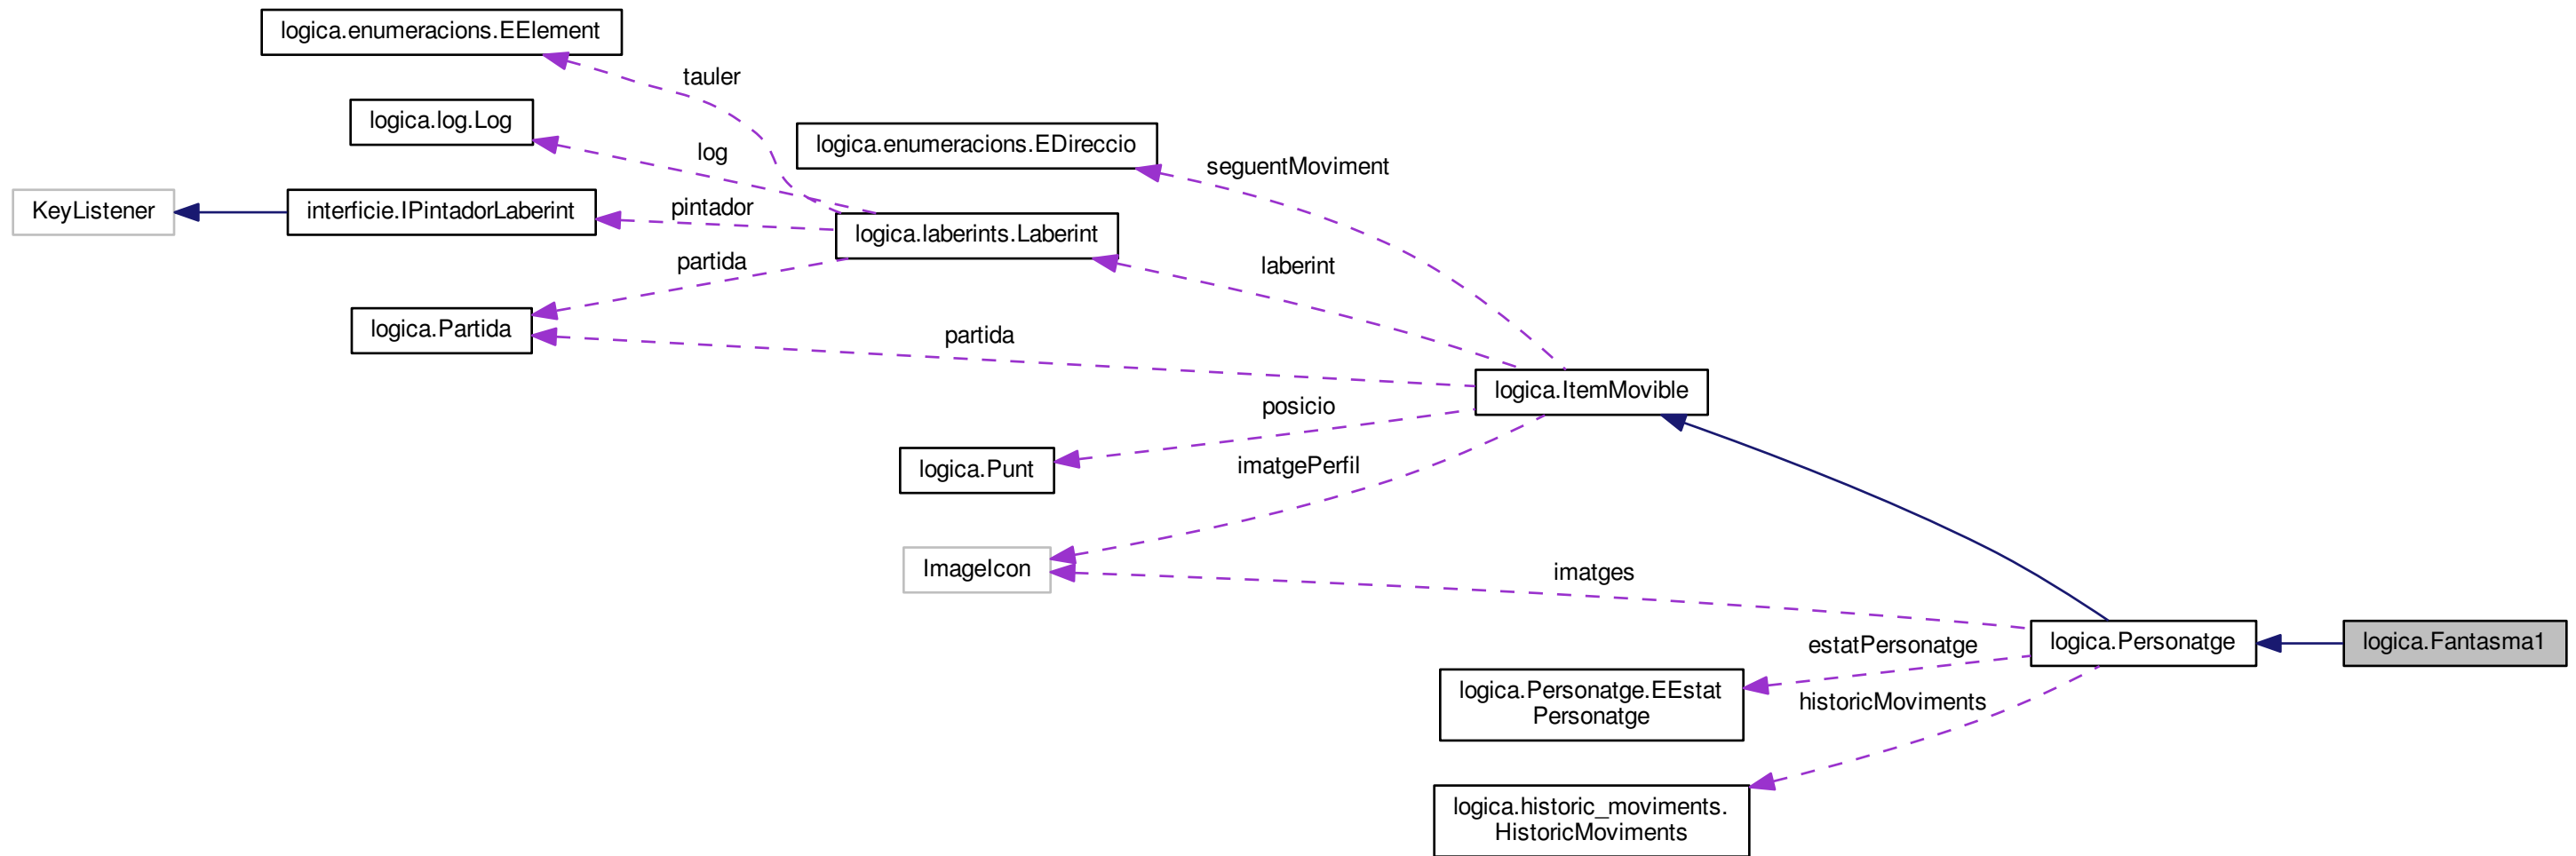 logica.enumeracions.EElement
tauler
logica.log.Log
log
logica.enumeracions.EDireccio
seguentMoviment
KeyListener
interficie.IPintadorLaberint
pintador
logica.laberints.Laberint
laberint
partida
logica.Partida
partida
logica.ItemMovible
posicio
logica.Punt
imatgePerfil
ImageIcon
imatges
logica.Personatge
logica.Fantasma1
estatPersonatge
logica.Personatge.EEstat
Personatge
historicMoviments
logica.historic_moviments.
HistoricMoviments